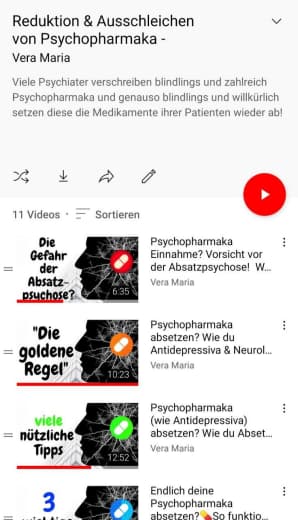 Reduktion & Ausschleichen
von Psychopharmaka -
Vera Maria
Viele Psychiater verschreiben blindlings und zahlreich
Psychopharmaka und genauso blindlings und willkürlich
setzen diese die Medikamente ihrer Patienten wieder ab!
11 Videos · Sortieren
Die
Gefahr
der
Absatz-
psychose?
6:35
Psychopharmaka
Einnahme? Vorsicht vor
der Absatzpsychose! W...
Vera Maria
"Die
goldene
Regel"
10:23
Psychopharmaka
absetzen? Wie du
Antidepressiva & Neurol...
Vera Maria
viele
nützliche
Tipps
12:52
Psychopharmaka
(wie Antidepressiva)
absetzen? Wie du Abset...
Vera Maria
3
Endlich deine
Psychopharmaka
absetzen?💊So funktio...